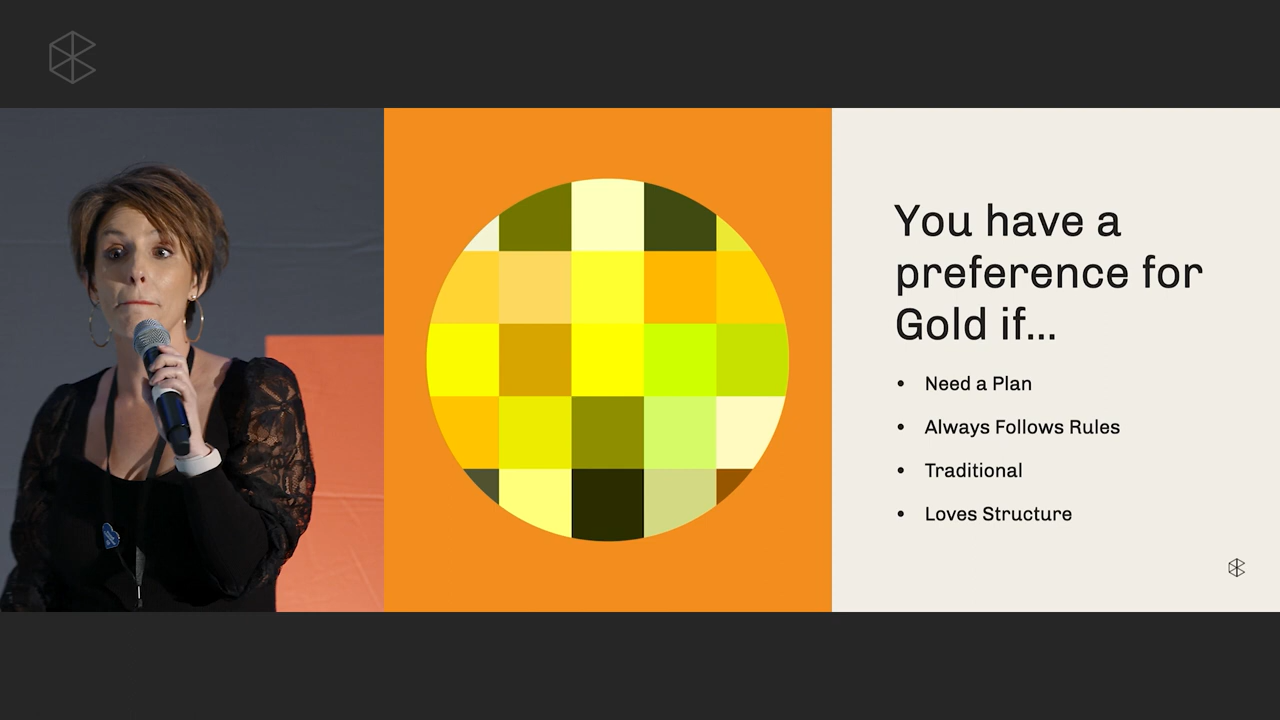 You have a
preference for
Gold if...
• Need a Plan
• Always Follows Rules
• Traditional
• Loves Structure